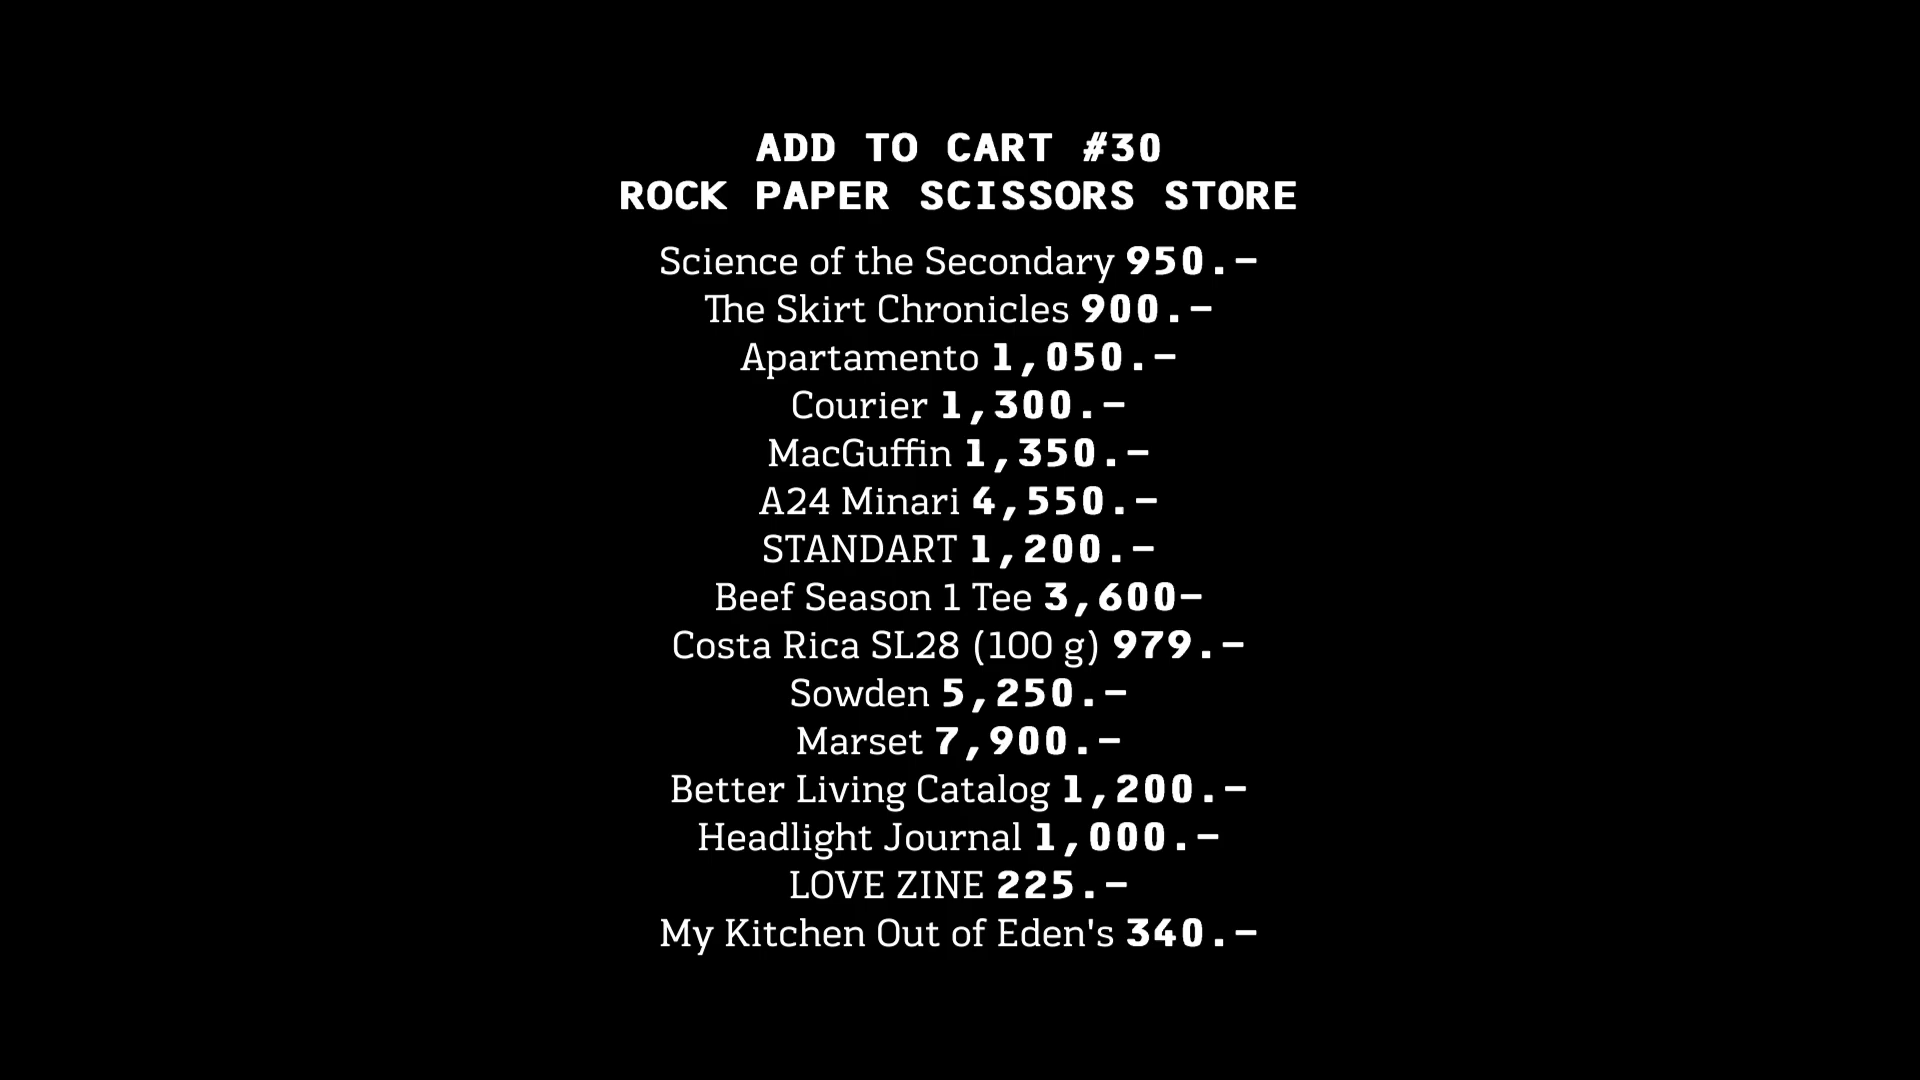 ADD TO CART #30
ROCK PAPER SCISSORS STORE
Science of the Secondary 950.-
The Skirt Chronicles 900.-
Apartamento 1,050.-
Courier 1,300.-
MacGuffin 1,350.-
A24 Minari 4,550.-
STANDART 1,200.-
Beef Season 1 Tee 3,600-
Costa Rica SL28 (100 g) 979.-
Sowden 5,250.-
Marset 7,900.-
Better Living Catalog 1,200.-
Headlight Journal 1,000.-
LOVE ZINE 225.-
My Kitchen Out of Eden's 340.-